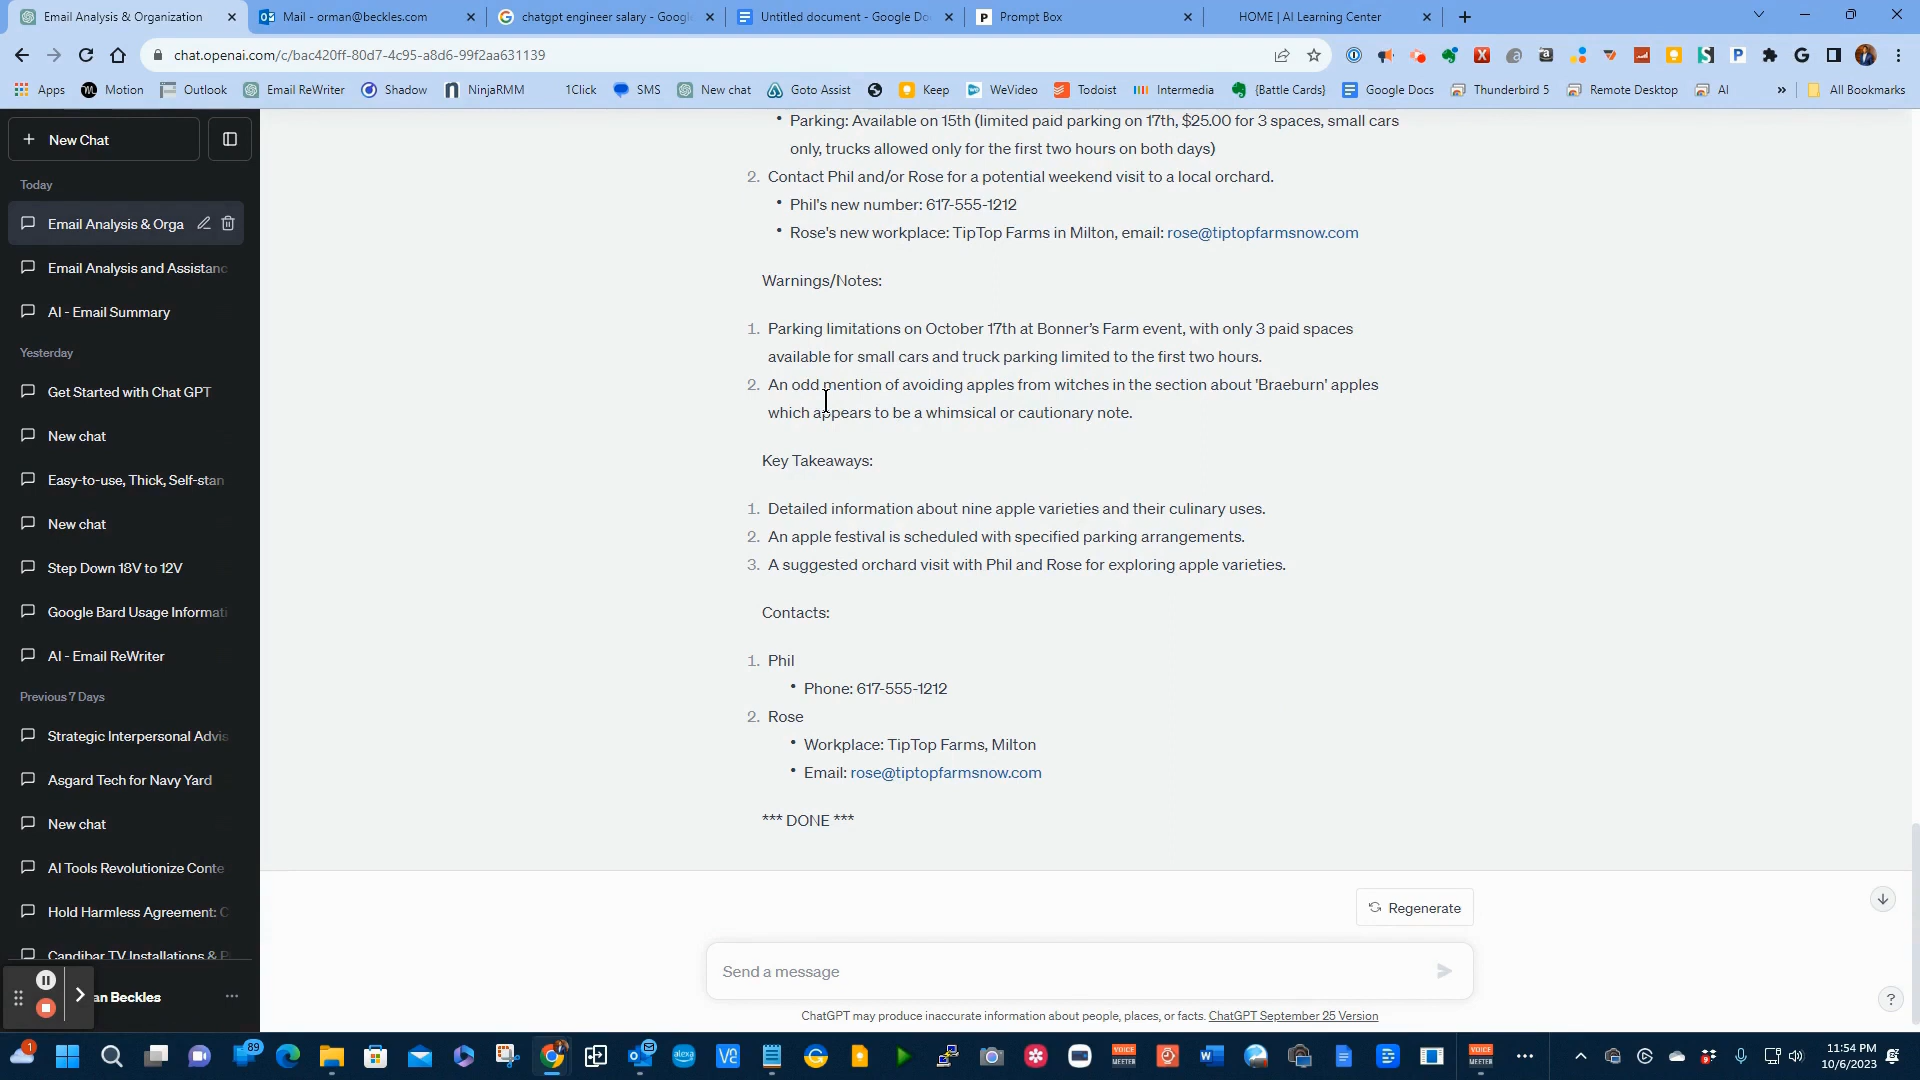 Email Analysis & Organization
Mail - orman@beckles.com
chatgpt engineer salary - Googl
Untitled document - Google Do
Prompt Box
HOME | AI Learning Center
chat.openai.com/c/bac420ff-80d7-4c95-a8d6-99f2aa631139
Apps
Motion
Outlook
Email ReWriter
Shadow
NinjaRMM
1Click
SMS
New chat
Goto Assist
Keep
WeVideo
Todoist
Intermedia
{Battle Cards}
Google Docs
Thunderbird 5
Remote Desktop
AI
»
All Bookmarks
+ New Chat
Today
Email Analysis & Orga
Email Analysis and Assistanc
AI - Email Summary
Yesterday
Get Started with Chat GPT
New chat
Easy-to-use, Thick, Self-stan
New chat
Step Down 18V to 12V
Google Bard Usage Informati
AI - Email ReWriter
Previous 7 Days
Strategic Interpersonal Advis
Asgard Tech for Navy Yard
New chat
AI Tools Revolutionize Conte
Hold Harmless Agreement: C
Candibar TV Installations & P
an Beckles
• Parking: Available on 15th (limited paid parking on 17th, $25.00 for 3 spaces, small cars
only, trucks allowed only for the first two hours on both days)
2. Contact Phil and/or Rose for a potential weekend visit to a local orchard.
• Phil's new number: 617-555-1212
• Rose's new workplace: TipTop Farms in Milton, email: rose@tiptopfarmsnow.com
Warnings/Notes:
1. Parking limitations on October 17th at Bonner's Farm event, with only 3 paid spaces
available for small cars and truck parking limited to the first two hours.
2. An odd mention of avoiding apples from witches in the section about 'Braeburn' apples
which appears to be a whimsical or cautionary note.
Key Takeaways:
1. Detailed information about nine apple varieties and their culinary uses.
2. An apple festival is scheduled with specified parking arrangements.
3. A suggested orchard visit with Phil and Rose for exploring apple varieties.
Contacts:
1. Phil
• Phone: 617-555-1212
2. Rose
• Workplace: TipTop Farms, Milton
• Email: rose@tiptopfarmsnow.com
*** DONE ***
Regenerate
Send a message
ChatGPT may produce inaccurate information about people, places, or facts. ChatGPT September 25 Version
?
1
89
alexa
VOICE MEETER
VOICE MEETER
11:54 PM
10/6/2023